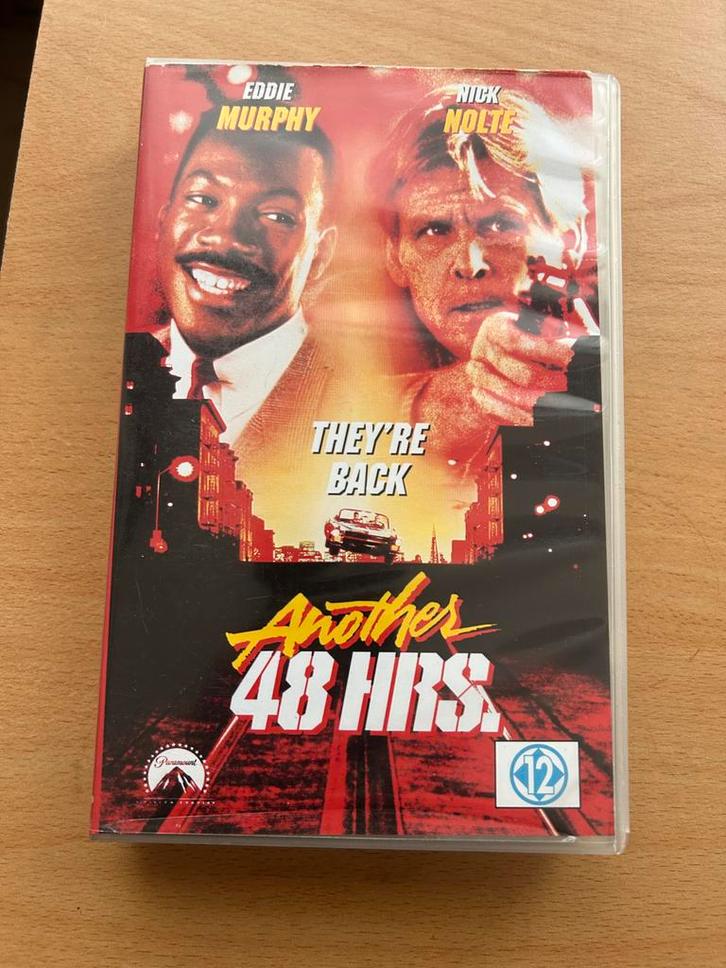 EDDIE
MURPHY
NICK
NOLTE
THEY'RE
BACK
Another
48 HRS.
Paramount
12